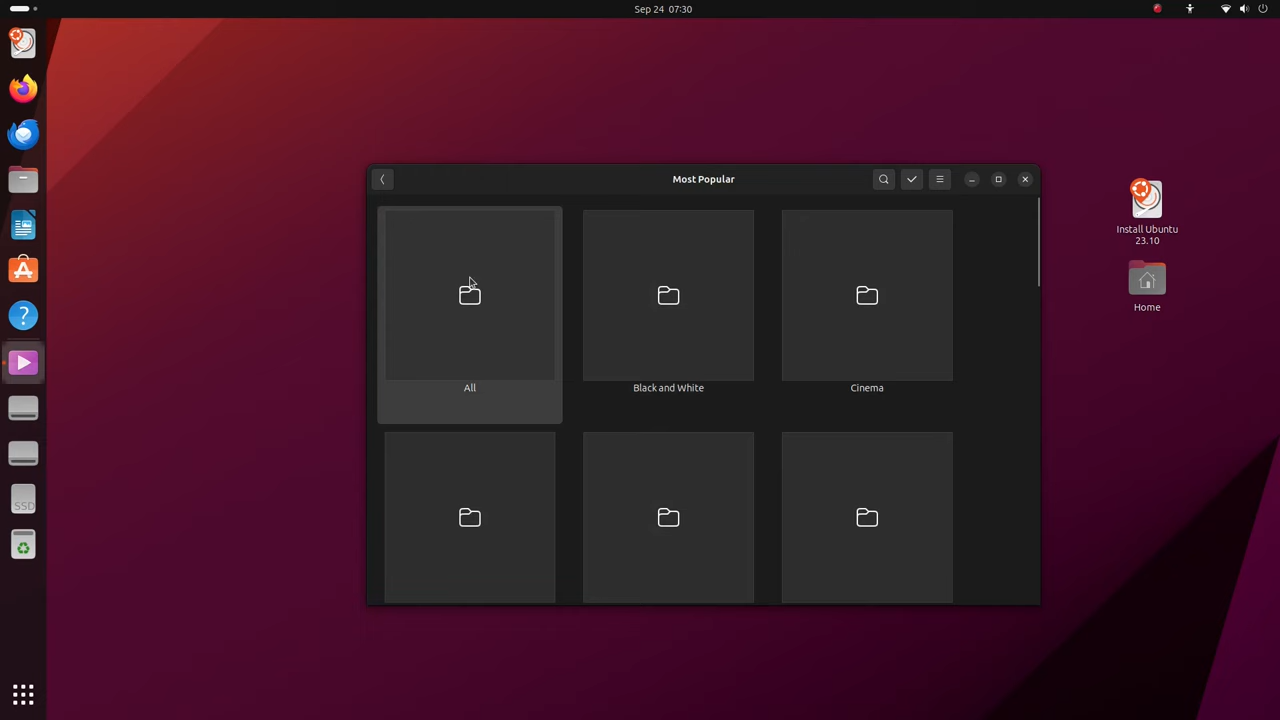 Sep 24 07:30
Most Popular
All
Black and White
Cinema
Install Ubuntu
23.10
Home
SSD